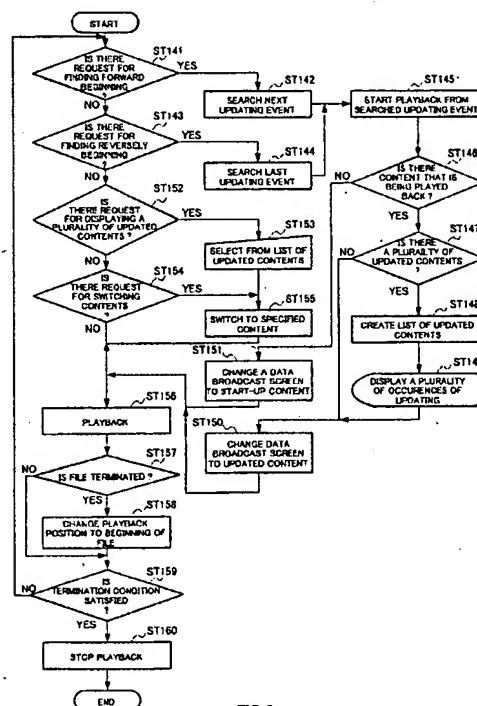 START
ST141
IS THERE
REQUEST FOR
FINDING FORWARD
BEGINNING
?
YES
NO
ST142
SEARCH NEXT
UPDATING EVENT
ST145
START PLAYBACK FROM
SEARCHED UPDATING EVENT
ST143
IS THERE
REQUEST FOR
FINDING REVERSELY
BEGINNING
?
YES
NO
ST144
SEARCH LAST
UPDATING EVENT
ST146
IS THERE
CONTENT THAT IS
BEING PLAYED
BACK ?
NO
YES
ST152
IS
THERE REQUEST
FOR DISPLAYING A
PLURALITY OF UPDATED
CONTENTS ?
YES
NO
ST153
SELECT FROM LIST OF
UPDATED CONTENTS
ST147
IS THERE
A PLURAILTY OF
UPDATED CONTENTS
?
NO
YES
ST154
IS
THERE REQUEST
FOR SWITCHING
CONTENTS ?
YES
NO
ST155
SWITCH TO SPECIFIED
CONTENT
ST148
CREATE LIST OF UPDATED
CONTENTS
ST151
CHANGE A DATA
BROADCAST SCREEN
TO START-UP CONTENT
ST14
DISPLAY A PLURALITY OF
OCCURENCES OF
UPDATING
ST156
PLAYBACK
ST150
CHANGE DATA
BROADCAST SCREEN
TO UPDATED CONTENT
ST157
IS FILE TERMINATED ?
NO
YES
ST158
CHANGE PLAYBACK
POSITION TO BEGINNING OF
FILE
ST159
IS
TERMINATION CONDITION
SATISFIED
?
NO
YES
ST160
STOP PLAYBACK
END